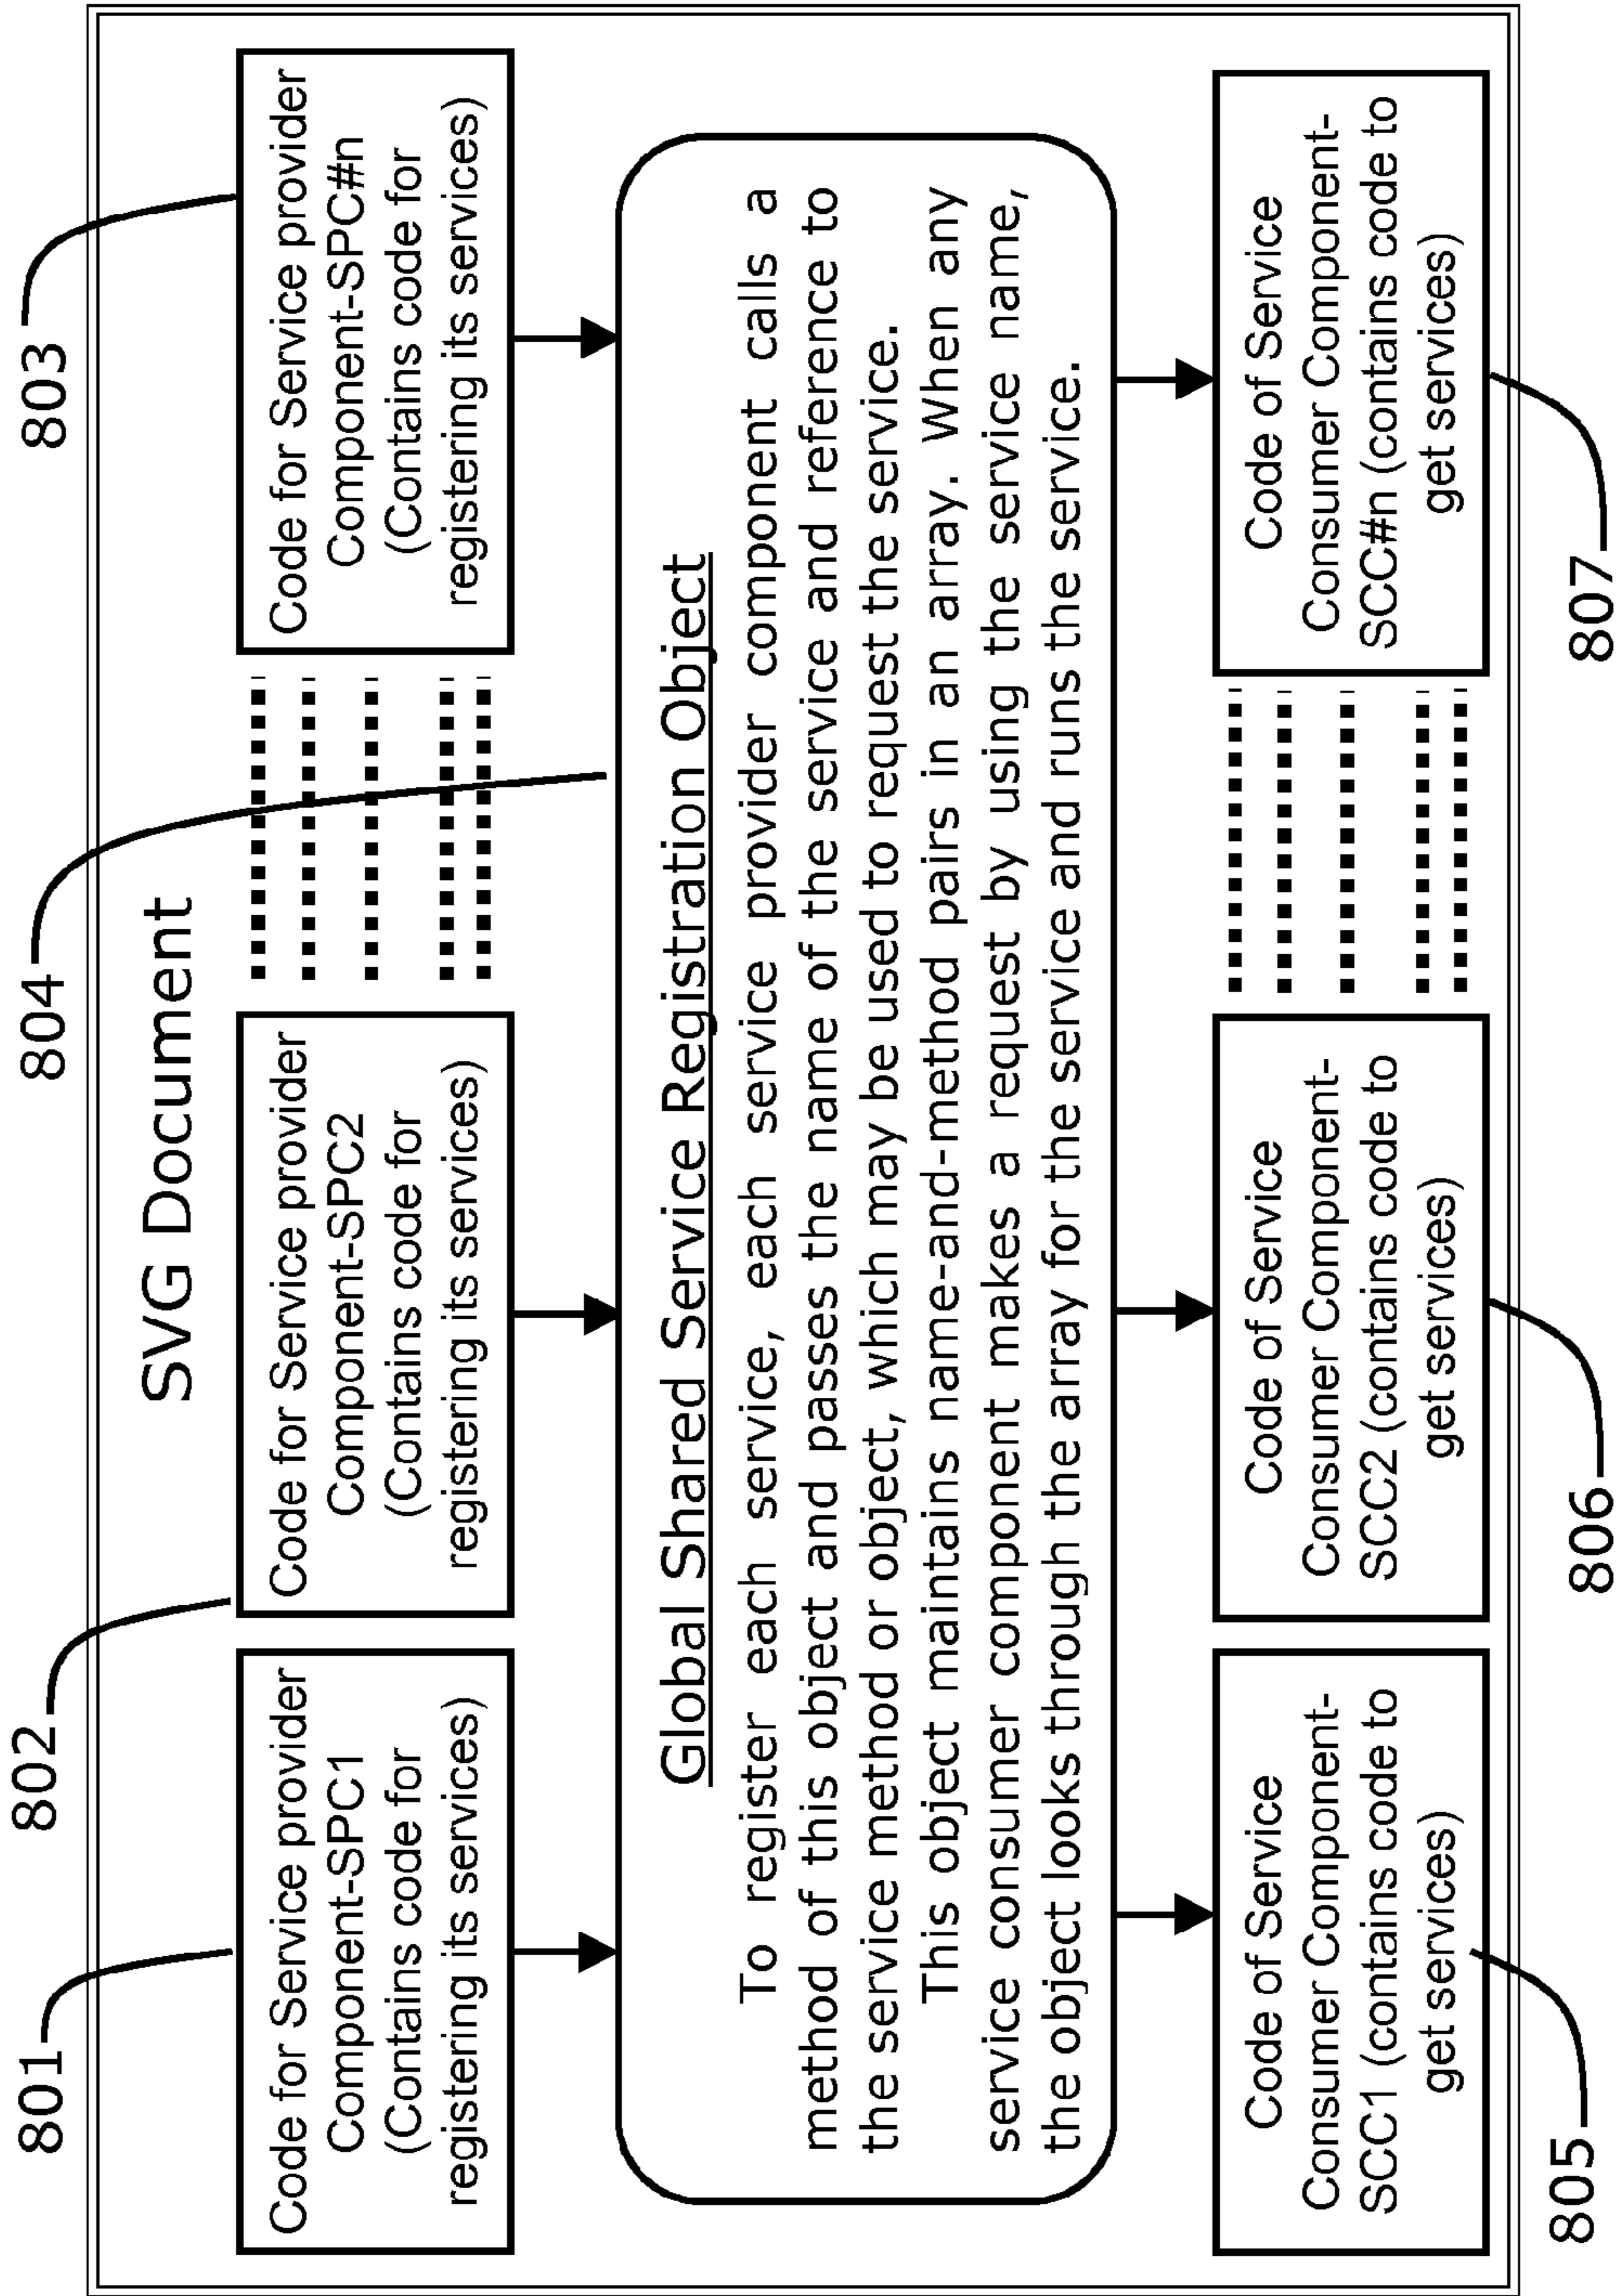 801
802
804
803
SVG Document
Code for Service provider
Component-SPC1
(Contains code for
registering its services)
Code for Service provider
Component-SPC2
(Contains code for
registering its services)
Code for Service provider
Component-SPC#n
(Contains code for
registering its services)
Global Shared Service Registration Object
To register each service, each service provider component calls a
method of this object and passes the name of the service and reference to
the service method or object, which may be used to request the service.
This object maintains name-and-method pairs in an array. When any
service consumer component makes a request by using the service name,
the object looks through the array for the service and runs the service.
Code of Service
Consumer Component-
SCC1 (contains code to
get services)
Code of Service
Consumer Component-
SCC2 (contains code to
get services)
Code of Service
Consumer Component-
SCC#n (contains code to
get services)
805
806
807